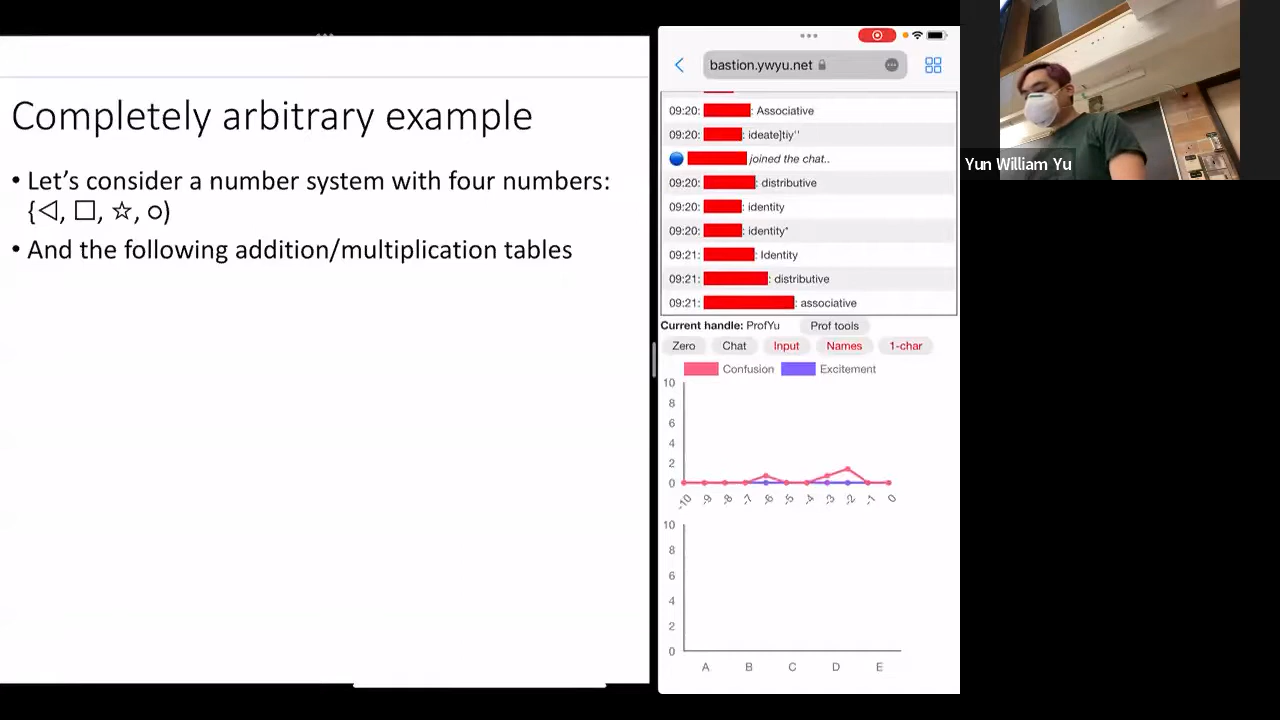 Completely arbitrary example
• Let's consider a number system with four numbers:
{◁, □, ☆, ○)
• And the following addition/multiplication tables
bastion.ywyu.net
09:20: : Associative
09:20: : ideate]tiy''
joined the chat..
09:20: : distributive
09:20: : identity
09:20: : identity*
09:21: : Identity
09:21: : distributive
09:21: : associative
Current handle: ProfYu Prof tools
Zero Chat Input Names 1-char
Confusion Excitement
10
8
6
4
2
0
-10 -9 -8 -7 -6 -5 -4 -3 -2 -1 0
10
8
6
4
2
0
A B C D E
Yun William Yu